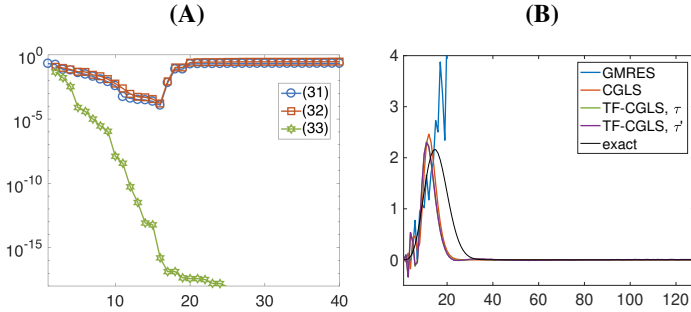 (A)
10^0
10^-5
10^-10
10^-15
10 20 30 40
(31)
(32)
(33)
(B)
4
3
2
1
0
20 40 60 80 100 120
GMRES
CGLS
TF-CGLS, τ
TF-CGLS, τ'
exact